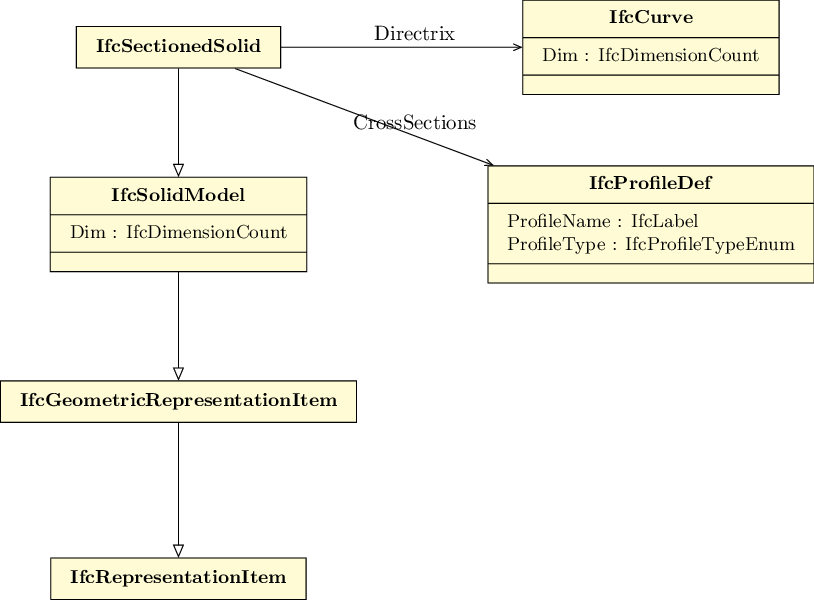 IfcSectionedSolid
Directrix
IfcCurve
Dim : IfcDimensionCount
CrossSections
IfcSolidModel
Dim : IfcDimensionCount
IfcProfileDef
ProfileName : IfcLabel
ProfileType : IfcProfileTypeEnum
IfcGeometricRepresentationItem
IfcRepresentationItem